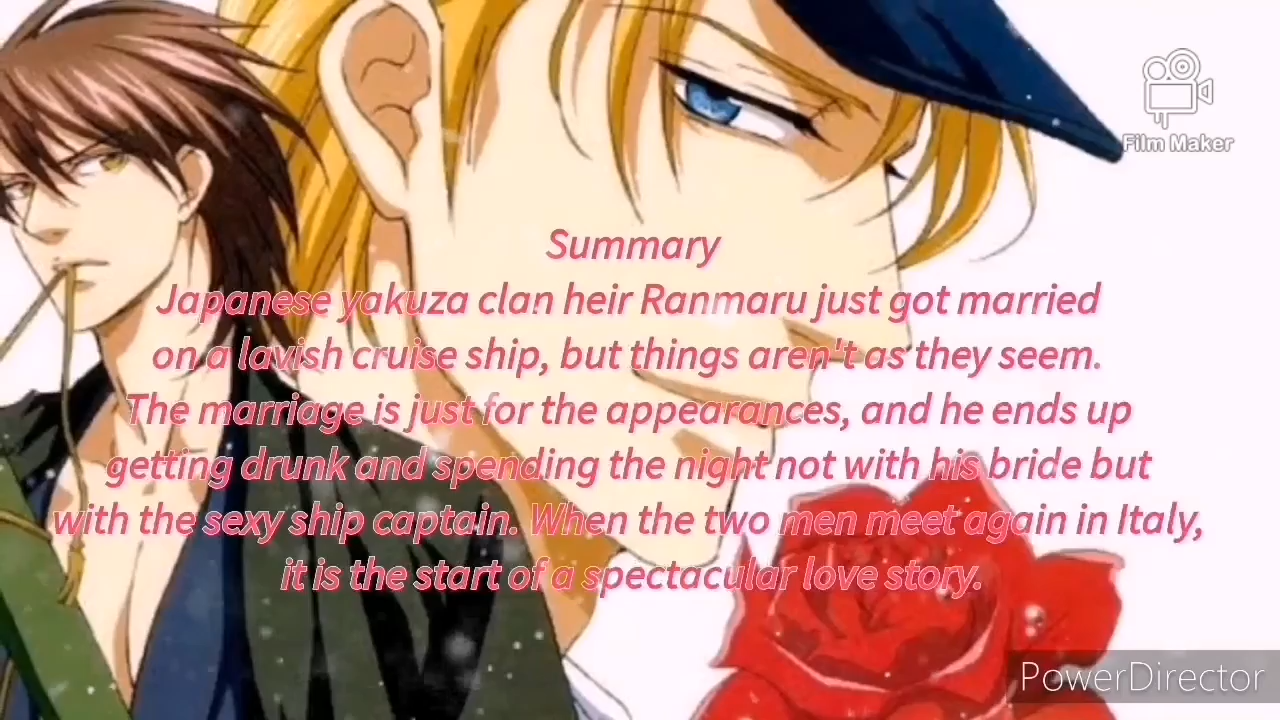 Film Maker
Summary
Japanese yakuza clan heir Ranmaru just got married
on a lavish cruise ship, but things aren't as they seem.
The marriage is just for the appearances, and he ends up
getting drunk and spending the night not with his bride but
with the sexy ship captain. When the two men meet again in Italy,
it is the start of a spectacular love story.
PowerDirector